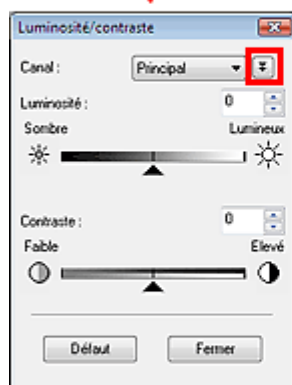 Luminosité/contraste
Canal : Principal
Luminosité : 0
Sombre Lumineux
Contraste : 0
Faible Elevé
Défaut Fermer